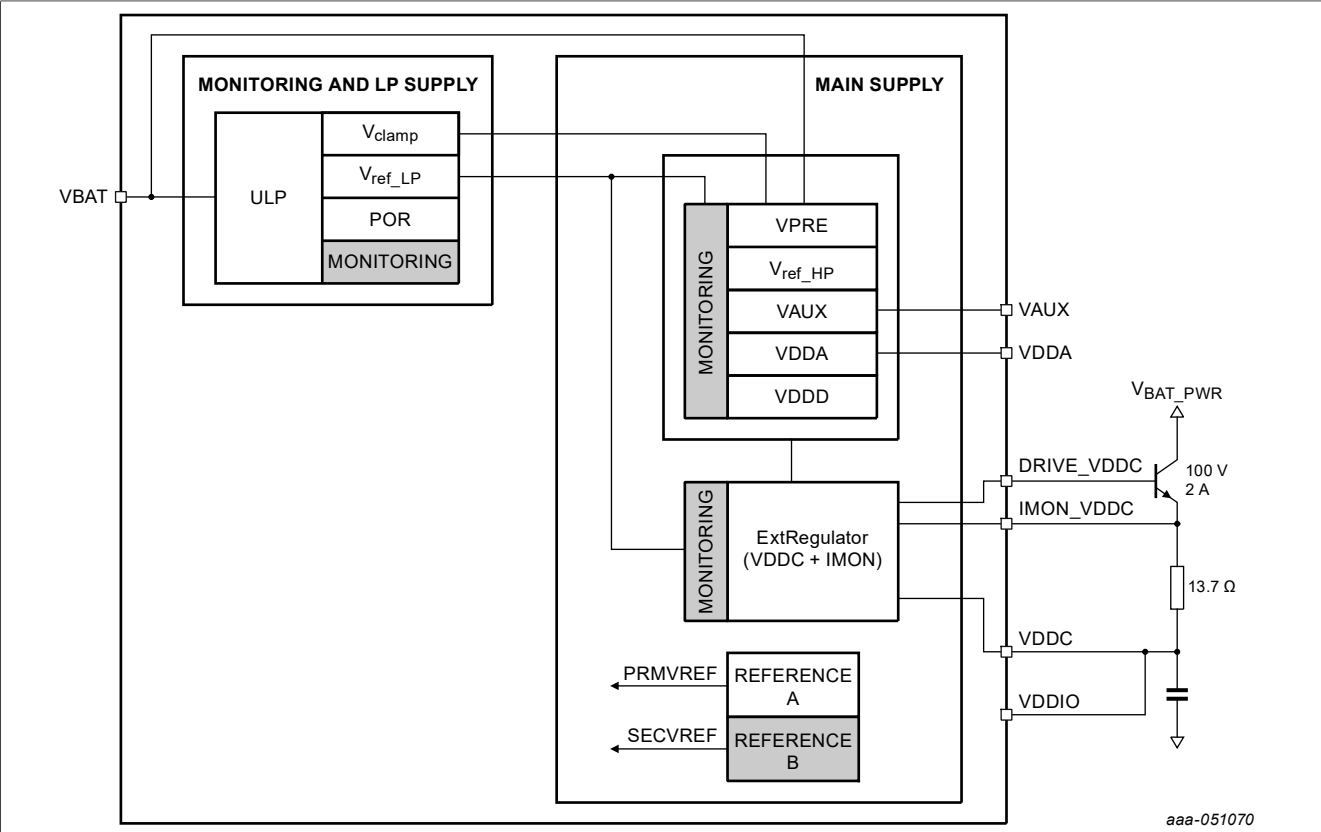 MONITORING AND LP SUPPLY
MAIN SUPPLY
VBAT
ULP
Vclamp
Vref_LP
POR
MONITORING
MONITORING
VPRE
Vref_HP
VAUX
VDDA
VDDD
VAUX
VDDA
VBAT_PWR
DRIVE_VDDC
100 V
2 A
IMON_VDDC
MONITORING
ExtRegulator
(VDDC + IMON)
13.7 Ω
VDDC
VDDIO
PRMVREF
REFERENCE
A
SECVREF
REFERENCE
B
aaa-051070